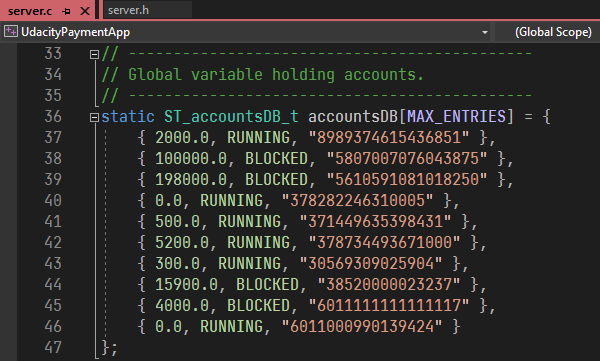 server.c
server.h
UdacityPaymentApp
(Global Scope)
33 // ---------------------------------------------
34 // Global variable holding accounts.
35 // ---------------------------------------------
36 static ST_accountsDB_t accountsDB[MAX_ENTRIES] = {
37 { 2000.0, RUNNING, "8989374615436851" },
38 { 100000.0, BLOCKED, "5807007076043875" },
39 { 198000.0, BLOCKED, "5610591081018250" },
40 { 0.0, RUNNING, "378282246310005" },
41 { 500.0, RUNNING, "371449635398431" },
42 { 5200.0, RUNNING, "378734493671000" },
43 { 300.0, RUNNING, "30569309025904" },
44 { 15900.0, BLOCKED, "38520000023237" },
45 { 4000.0, BLOCKED, "6011111111111117" },
46 { 0.0, RUNNING, "6011000990139424" }
47 };